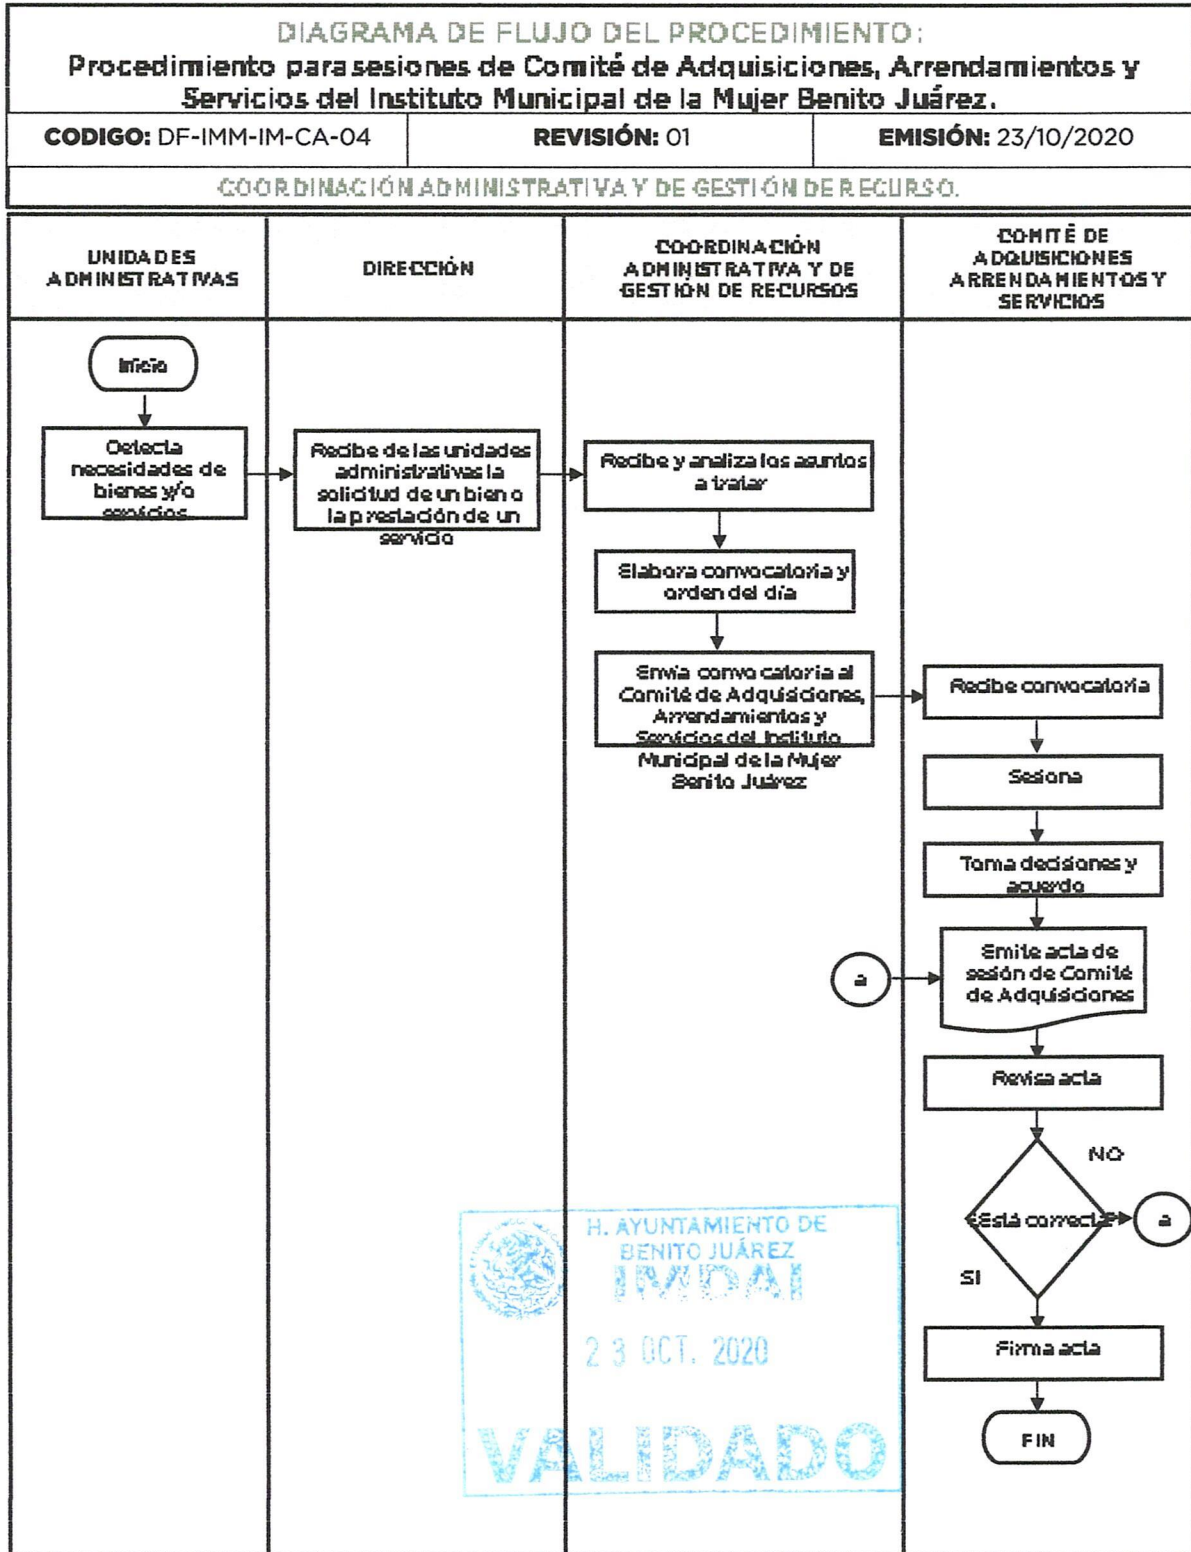 DIAGRAMA DE FLUJO DEL PROCEDIMIENTO:
Procedimiento para sesiones de Comité de Adquisiciones, Arrendamientos y
Servicios del Instituto Municipal de la Mujer Benito Juárez.
CODIGO: DF-IMM-IM-CA-04
REVISIÓN: 01
EMISIÓN: 23/10/2020
COORDINACIÓN ADMINISTRATIVA Y DE GESTIÓN DE RECURSO.
UNIDADES
ADMINISTRATIVAS
DIRECCIÓN
COORDINACIÓN
ADMINISTRATIVA Y DE
GESTIÓN DE RECURSOS
COMITÉ DE
ADQUISICIONES
ARRENDAMIENTOS Y
SERVICIOS
Inicio
Detecta
necesidades de
bienes y/o
servicios
Recibe de las unidades
administrativas la
solicitud de un bien o
la prestación de un
servicio
Recibe y analiza los asuntos
a tratar
Elabora convocatoria y
orden del día
Envía convocatoria al
Comité de Adquisiciones,
Arrendamientos y
Servicios del Instituto
Municipal de la Mujer
Benito Juárez
Recibe convocatoria
Sesiona
Toma decisiones y
acuerdo
a
Emite acta de
sesión de Comité
de Adquisiciones
Revisa acta
NO
¿Está correcta?
a
SI
Firma acta
FIN
H. AYUNTAMIENTO DE
BENITO JUÁREZ
IMDAI
23 OCT. 2020
VALIDADO